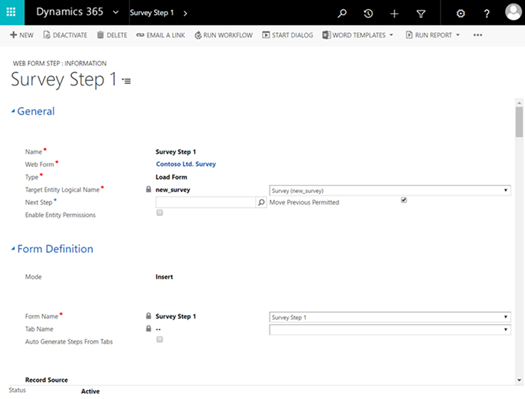 Dynamics 365 Survey Step 1
NEW DEACTIVATE DELETE EMAIL A LINK RUN WORKFLOW START DIALOG WORD TEMPLATES RUN REPORT
WEB FORM STEP : INFORMATION
Survey Step 1
General
Name* Survey Step 1
Web Form* Contoso Ltd. Survey
Type* Load Form
Target Entity Logical Name* new_survey Survey (new_survey)
Next Step* Move Previous Permitted
Enable Entity Permissions
Form Definition
Mode Insert
Form Name* Survey Step 1 Survey Step 1
Tab Name --
Auto Generate Steps From Tabs
Record Source
Status Active